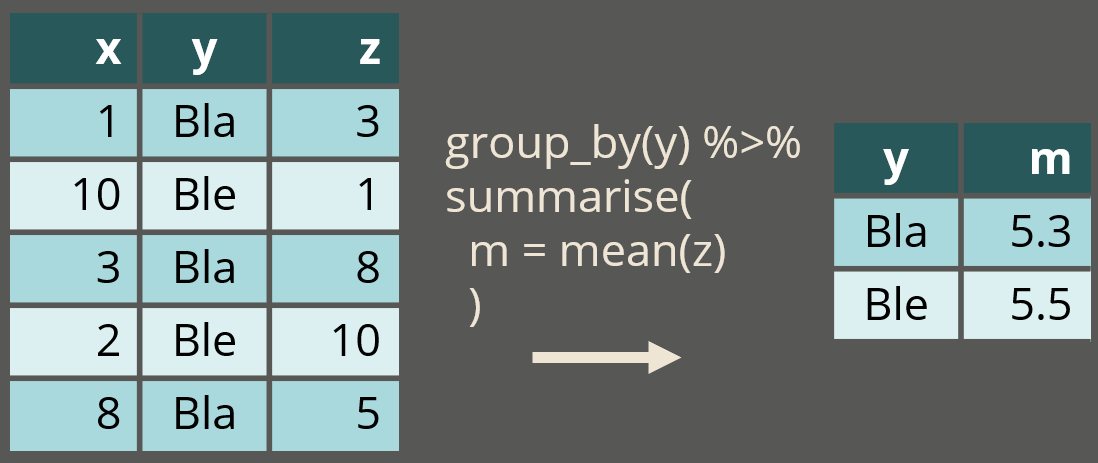 x y z
1 Bla 3
10 Ble 1
3 Bla 8
2 Ble 10
8 Bla 5
group_by(y) %>%
summarise(
m = mean(z)
)
y m
Bla 5.3
Ble 5.5